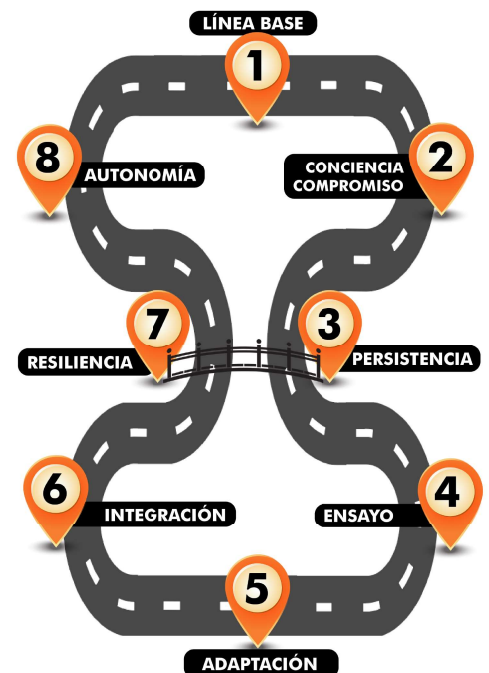 LÍNEA BASE
1
2
CONCIENCIA
COMPROMISO
3
PERSISTENCIA
4
ENSAYO
5
ADAPTACIÓN
6
INTEGRACIÓN
7
RESILIENCIA
8
AUTONOMÍA